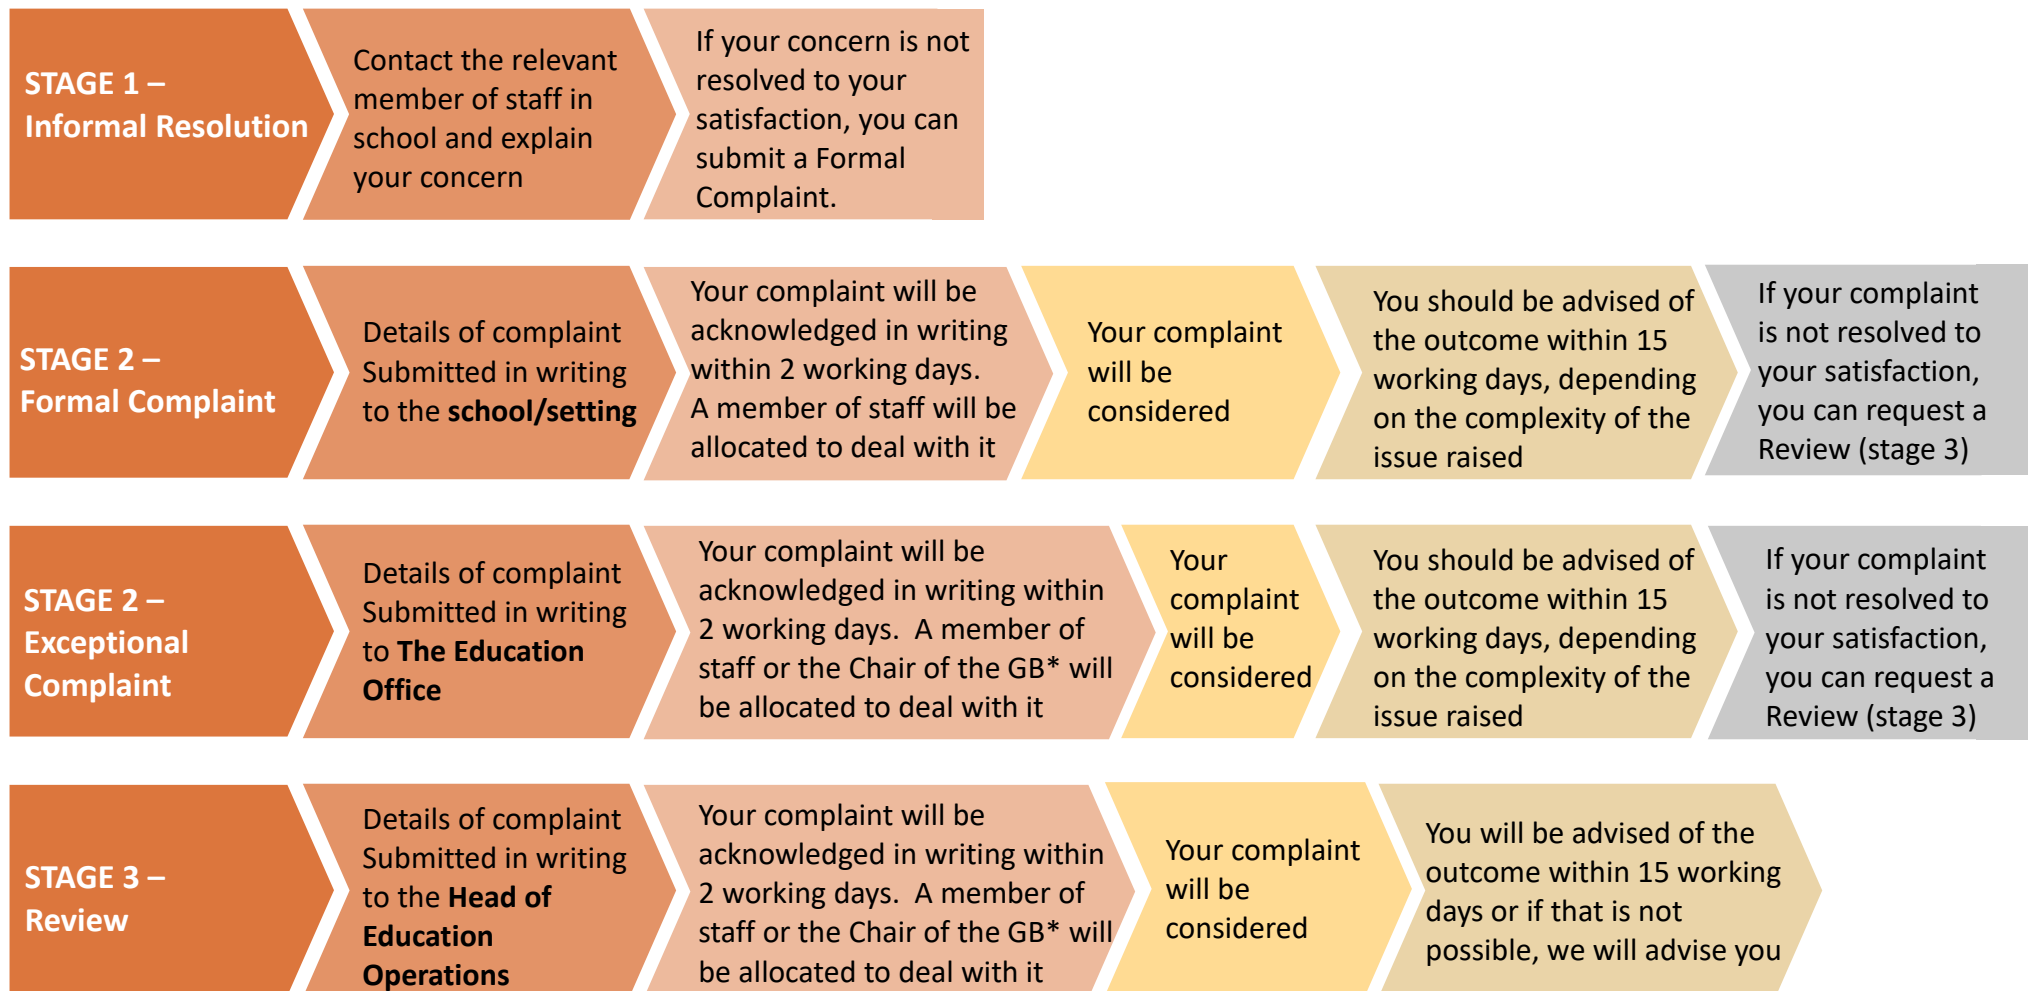 STAGE 1 –
Informal Resolution
Contact the relevant
member of staff in
school and explain
your concern
If your concern is not
resolved to your
satisfaction, you can
submit a Formal
Complaint.
STAGE 2 –
Formal Complaint
Details of complaint
Submitted in writing
to the school/setting
Your complaint will be
acknowledged in writing
within 2 working days.
A member of staff will be
allocated to deal with it
Your complaint
will be
considered
You should be advised of
the outcome within 15
working days, depending
on the complexity of the
issue raised
If your complaint
is not resolved to
your satisfaction,
you can request a
Review (stage 3)
STAGE 2 –
Exceptional
Complaint
Details of complaint
Submitted in writing
to The Education
Office
Your complaint will be
acknowledged in writing within
2 working days.  A member of
staff or the Chair of the GB* will
be allocated to deal with it
Your
complaint
will be
considered
You should be advised of
the outcome within 15
working days, depending
on the complexity of the
issue raised
If your complaint
is not resolved to
your satisfaction,
you can request a
Review (stage 3)
STAGE 3 –
Review
Details of complaint
Submitted in writing
to the Head of
Education
Operations
Your complaint will be
acknowledged in writing within
2 working days.  A member of
staff or the Chair of the GB* will
be allocated to deal with it
Your complaint
will be
considered
You will be advised of the
outcome within 15 working
days or if that is not
possible, we will advise you